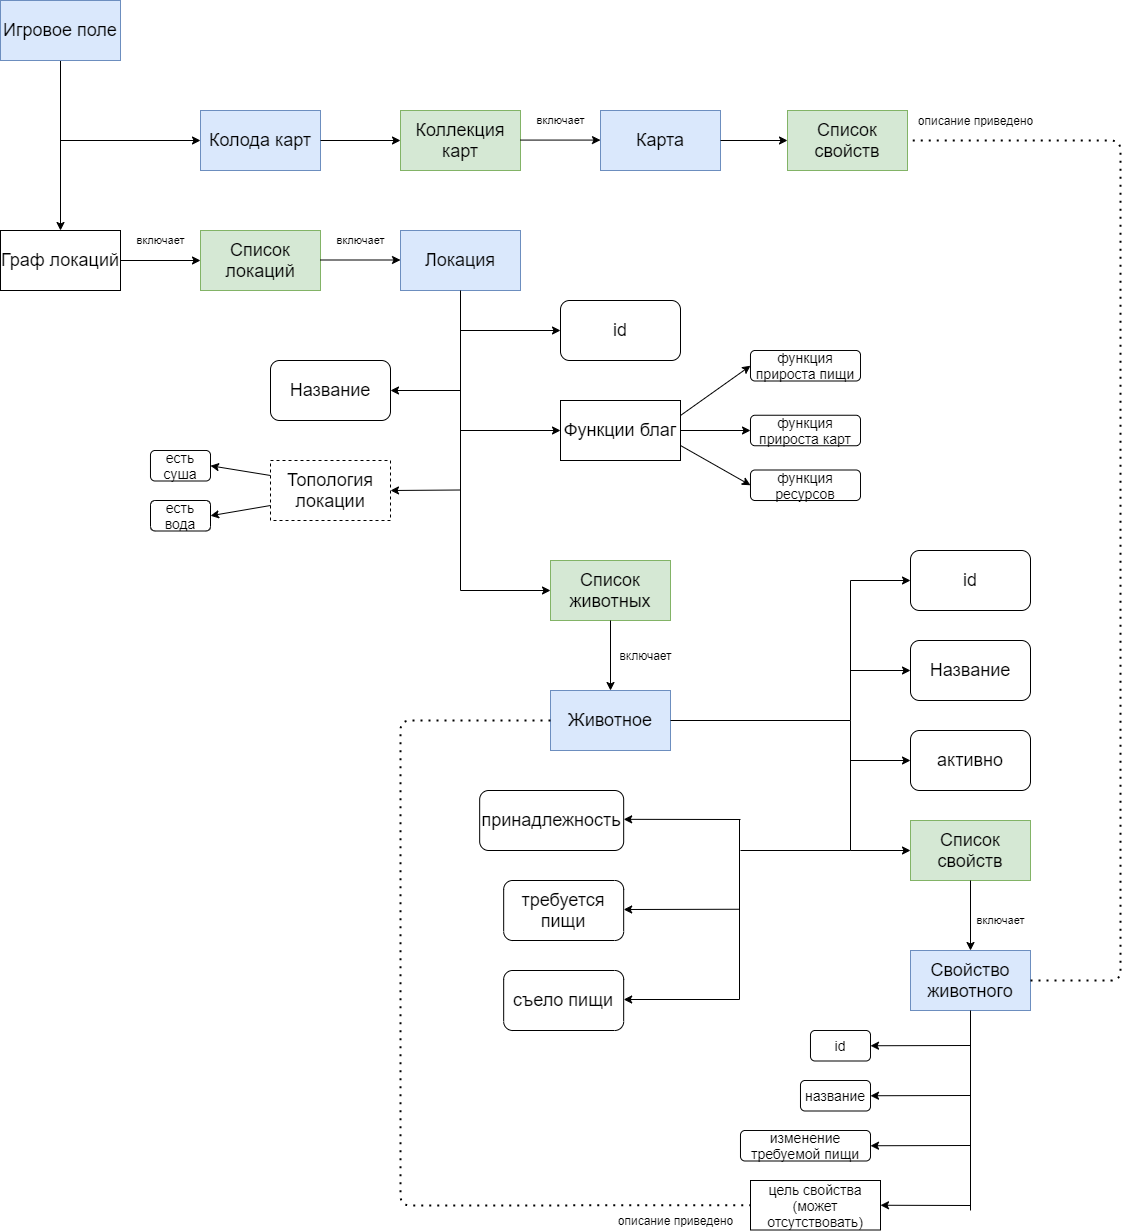 Игровое поле
Колода карт
Коллекция
карт
включает
Карта
Список
свойств
описание приведено
Граф локаций
включает
Список
локаций
включает
Локация
id
Название
функция
прироста пищи
Функции благ
функция
прироста карт
функция
ресурсов
есть
суша
Топология
локации
есть
вода
Список
животных
включает
id
Название
Животное
активно
принадлежность
Список
свойств
требуется
пищи
включает
съело пищи
Свойство
животного
id
название
изменение
требуемой пищи
цель свойства
(может
отсутствовать)
описание приведено